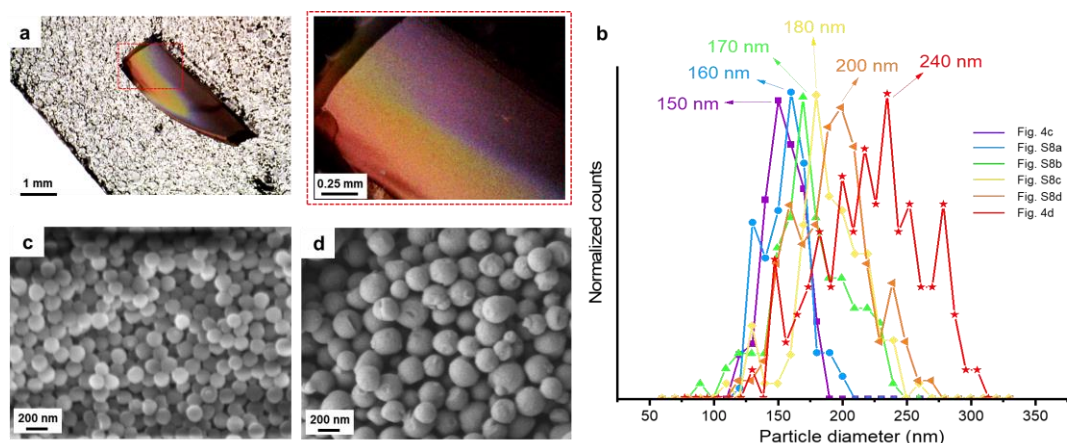 a
1 mm
0.25 mm
b
180 nm
170 nm
160 nm
150 nm
200 nm
240 nm
Normalized counts
Fig. 4c
Fig. S8a
Fig. S8b
Fig. S8c
Fig. S8d
Fig. 4d
50
100
150
200
250
300
350
Particle diameter (nm)
c
200 nm
d
200 nm